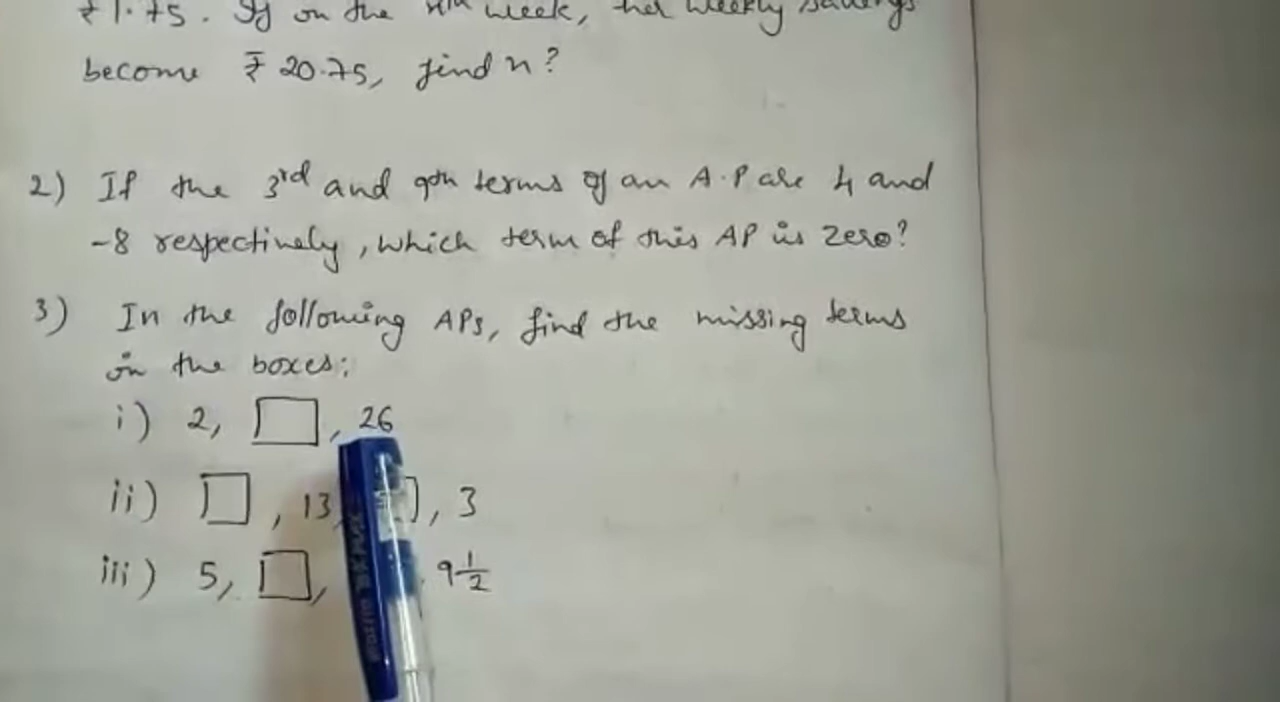 ₹1.75. If on the nth week, her weekly savings
become ₹ 20.75, find n?
2) If the 3rd and 9th terms of an A.P are 4 and
-8 respectively, which term of this AP is zero?
3) In the following APs, find the missing terms
in the boxes:
i) 2, □, 26
ii) □, 13, □, 3
iii) 5, □, 9 1/2